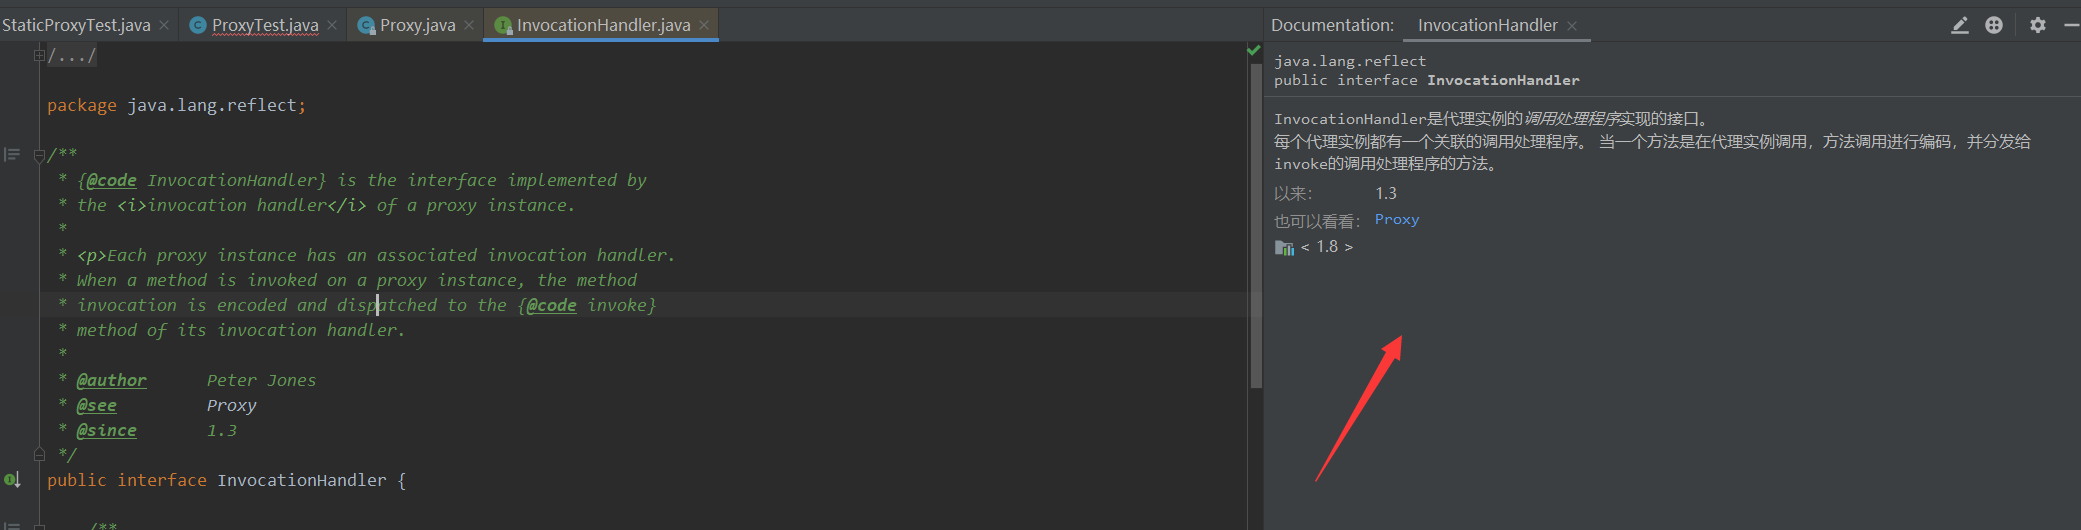 StaticProxyTest.java
ProxyTest.java
Proxy.java
InvocationHandler.java
/.../
package java.lang.reflect;
/**
* {@code InvocationHandler} is the interface implemented by
* the <i>invocation handler</i> of a proxy instance.
*
* <p>Each proxy instance has an associated invocation handler.
* When a method is invoked on a proxy instance, the method
* invocation is encoded and dispatched to the {@code invoke}
* method of its invocation handler.
*
* @author Peter Jones
* @see Proxy
* @since 1.3
*/
public interface InvocationHandler {
/**
Documentation: InvocationHandler
java.lang.reflect
public interface InvocationHandler
InvocationHandler是代理实例的调用处理程序实现的接口。
每个代理实例都有一个关联的调用处理程序。 当一个方法是在代理实例调用，方法调用进行编码，并分发给
invoke的调用处理程序的方法。
以来： 1.3
也可以看看： Proxy
< 1.8 >